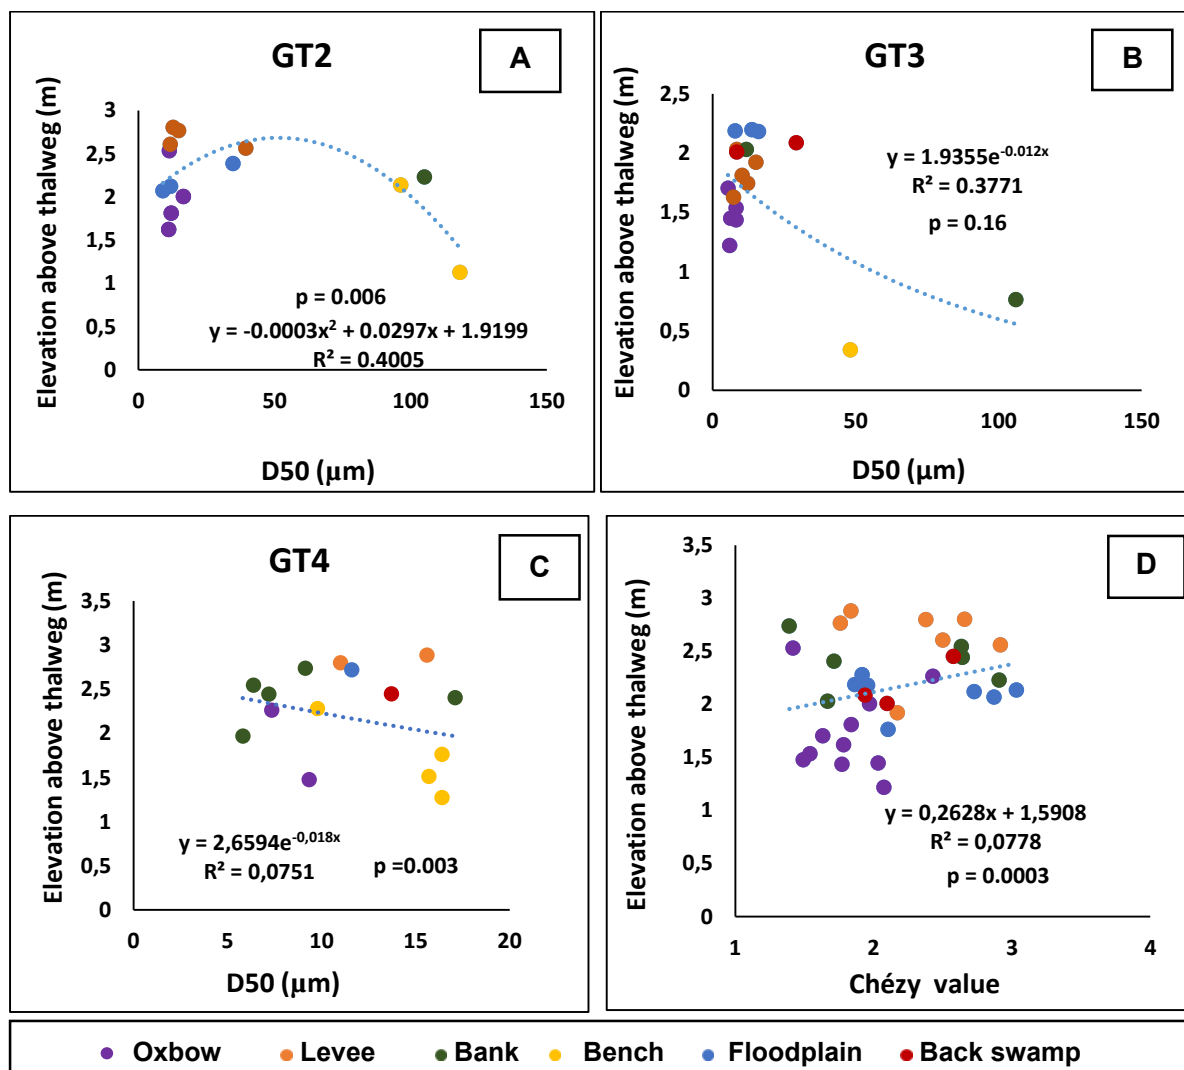 GT2
A
Elevation above thalweg (m)
3
2,5
2
1,5
1
0,5
0
p = 0.006
y = -0.0003x² + 0.0297x + 1.9199
R² = 0.4005
0 50 100 150
D50 (µm)
GT3
B
Elevation above thalweg (m)
2,5
2
1,5
1
0,5
0
y = 1.9355e⁻⁰·⁰¹²ˣ
R² = 0.3771
p = 0.16
0 50 100 150
D50 (µm)
GT4
C
Elevation above thalweg (m)
3,5
3
2,5
2
1,5
1
0,5
0
y = 2,6594e^-0,018x
R² = 0,0751
p =0.003
0 5 10 15 20
D50 (µm)
D
Elevation above thalweg (m)
3,5
3
2,5
2
1,5
1
0,5
0
y = 0,2628x + 1,5908
R² = 0,0778
p = 0.0003
1 2 3 4
Chézy value
Oxbow Levee Bank Bench Floodplain Back swamp